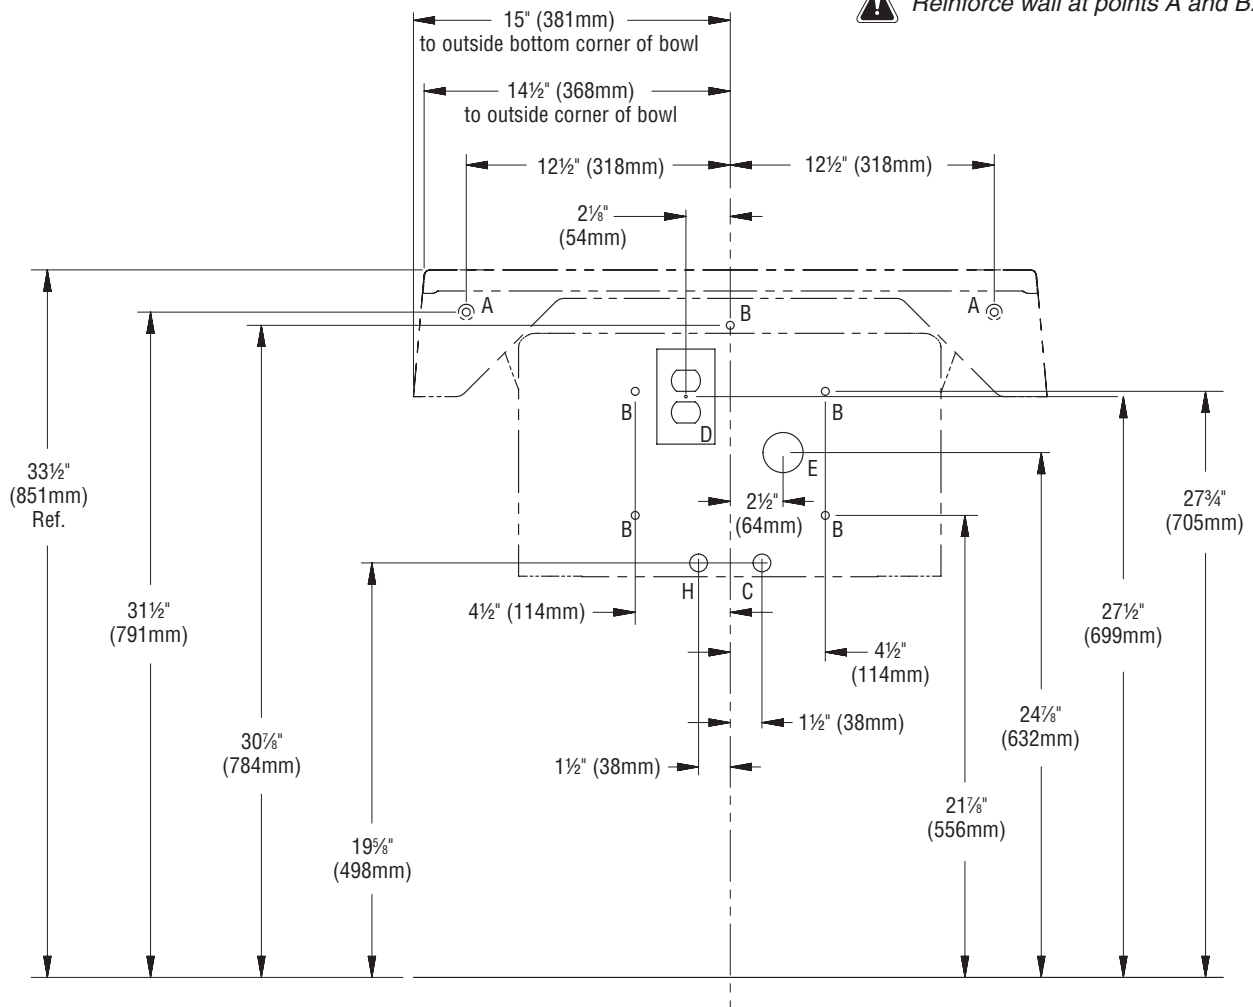 Reinforce wall at points A and B.
15" (381mm)
to outside bottom corner of bowl
14½" (368mm)
to outside corner of bowl
12½" (318mm)
12½" (318mm)
2⅛"
(54mm)
A
A
B
B
B
D
E
33½"
(851mm)
Ref.
2½"
(64mm)
27¾"
(705mm)
B
B
H
C
31½"
(791mm)
4½" (114mm)
27½"
(699mm)
4½"
(114mm)
1½" (38mm)
24⅞"
(632mm)
30⅞"
(784mm)
1½" (38mm)
21⅞"
(556mm)
19⅝"
(498mm)